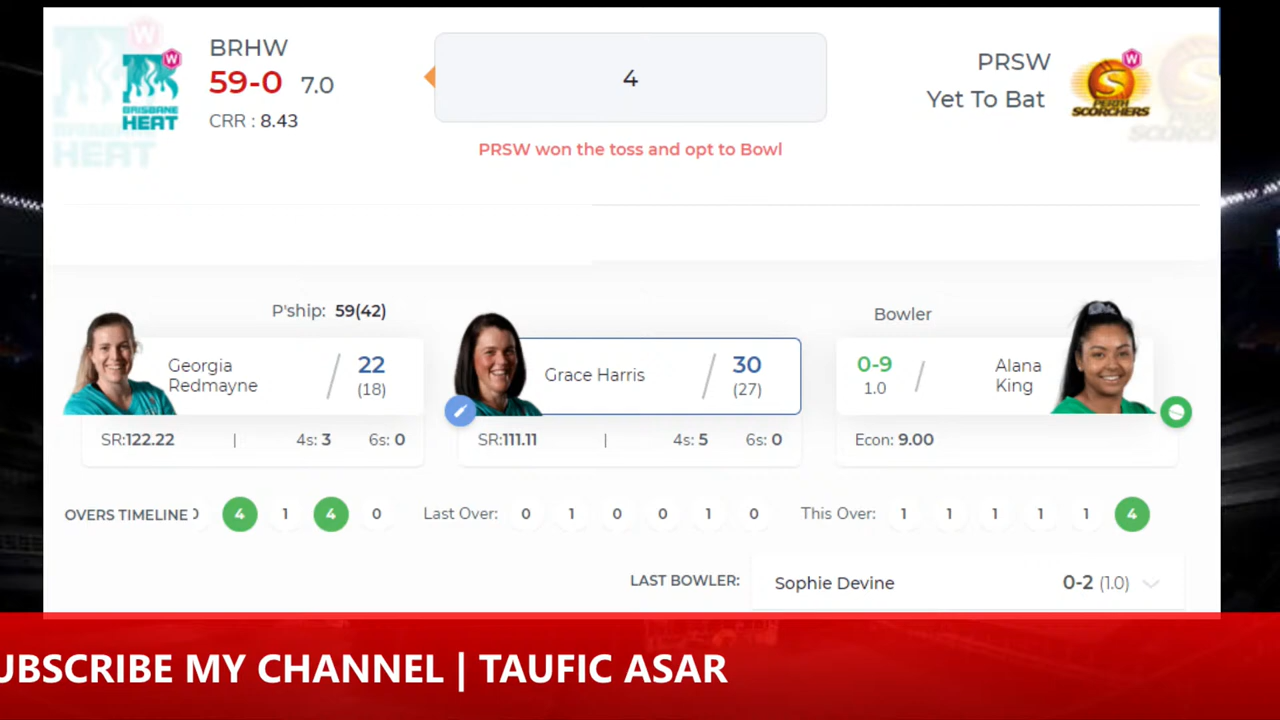 BRHW
59-0 7.0
CRR : 8.43
BRISBANE
HEAT
4
PRSW won the toss and opt to Bowl
PRSW
Yet To Bat
PERTH
SCORCHERS
P'ship: 59(42)
Georgia
Redmayne
22
(18)
SR:122.22 | 4s: 3 6s: 0
Grace Harris
30
(27)
SR:111.11 | 4s: 5 6s: 0
Bowler
0-9
1.0
Alana
King
Econ: 9.00
OVERS TIMELINE 4 1 4 0 Last Over: 0 1 0 0 1 0 This Over: 1 1 1 1 1 4
LAST BOWLER: Sophie Devine 0-2 (1.0)
UBSCRIBE MY CHANNEL | TAUFIC ASAR